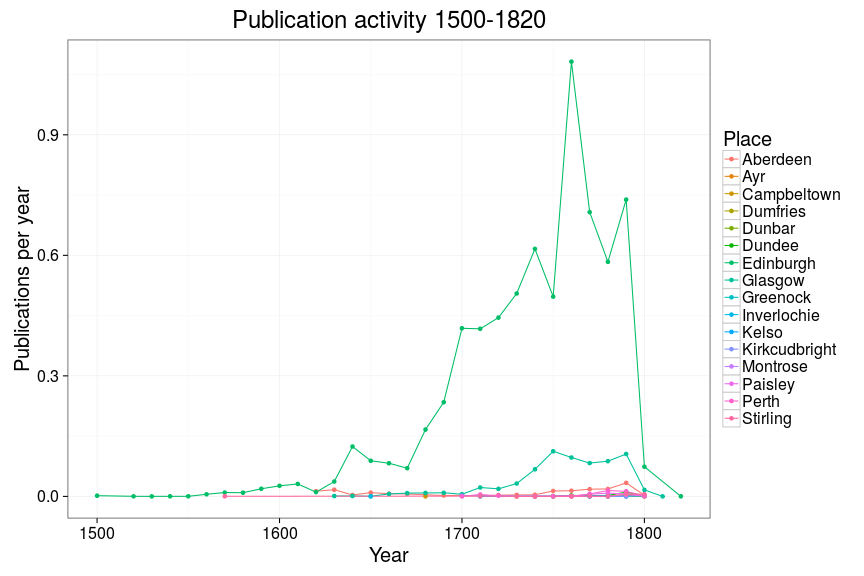 Publication activity 1500-1820
Publications per year
0.9
0.6
0.3
0.0
1500 1600 1700 1800
Year
Place
Aberdeen
Ayr
Campbeltown
Dumfries
Dunbar
Dundee
Edinburgh
Glasgow
Greenock
Inverlochie
Kelso
Kirkcudbright
Montrose
Paisley
Perth
Stirling